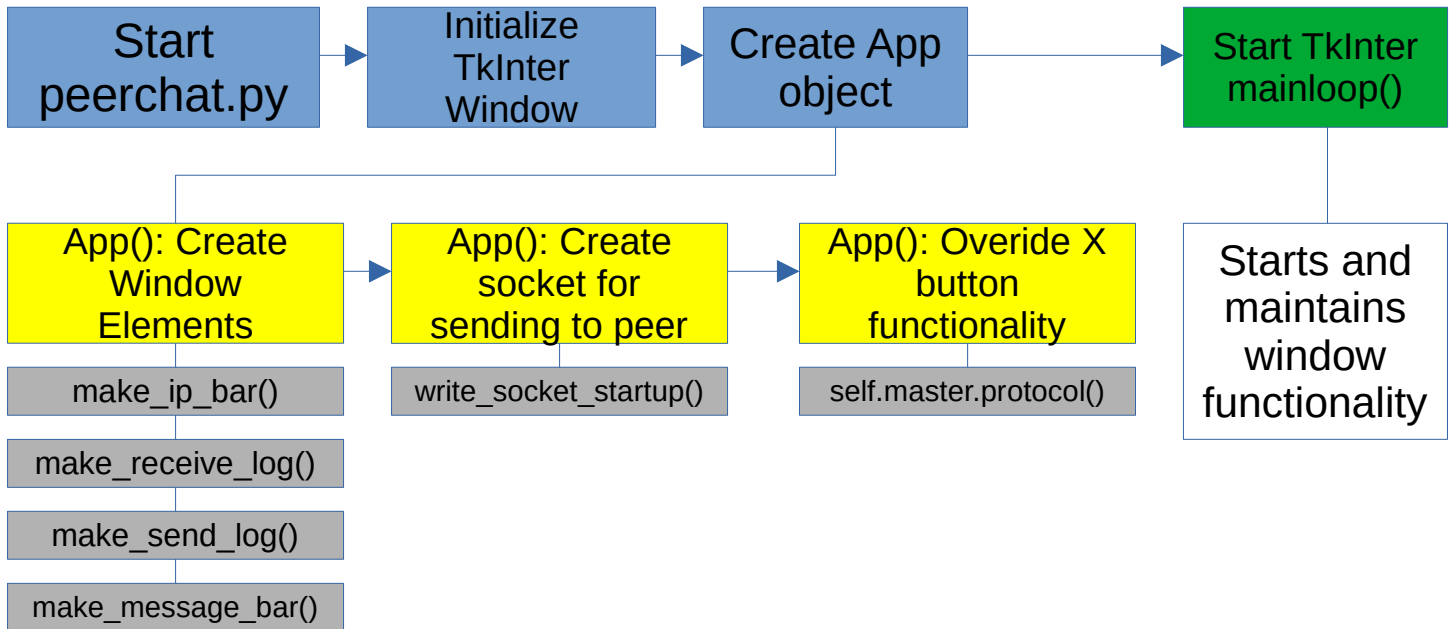 Start
peerchat.py
Initialize
TkInter
Window
Create App
object
Start TkInter
mainloop()
App(): Create
Window
Elements
App(): Create
socket for
sending to peer
App(): Overide X
button
functionality
Starts and
maintains
window
functionality
make_ip_bar()
write_socket_startup()
self.master.protocol()
make_receive_log()
make_send_log()
make_message_bar()